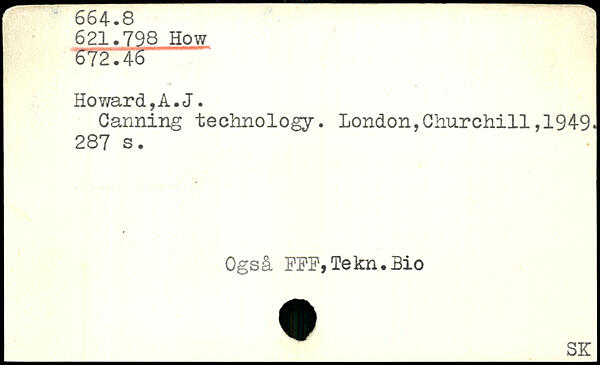 664.8
621.798 How
672.46
Howard,A.J.
Canning technology. London,Churchill,1949.
287 s.
Også FFF,Tekn.Bio
SK